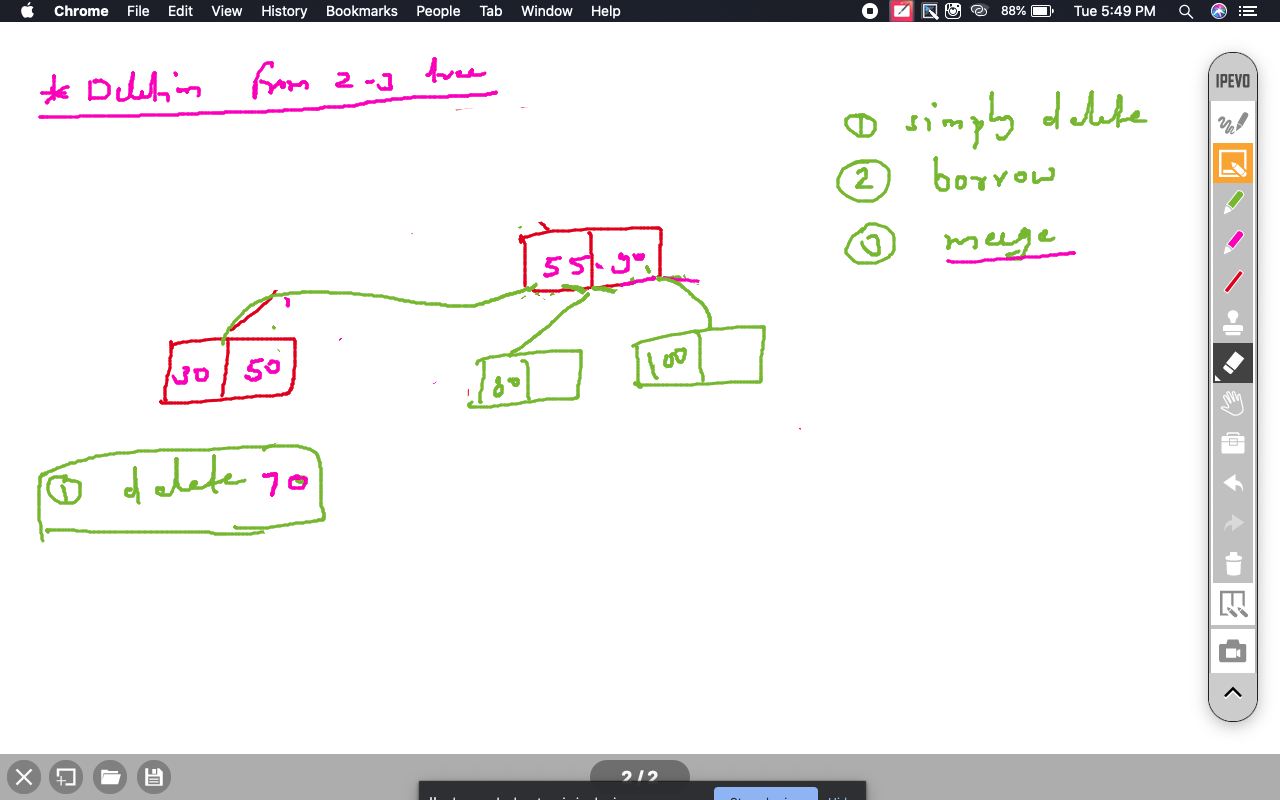 Chrome File Edit View History Bookmarks People Tab Window Help 88% Tue 5:49 PM
IPEVO
* Deletion from 2-3 tree
① simply delete
② borrow
③ merge
55 90
30 50
80
100
① delete 70
2 / 2